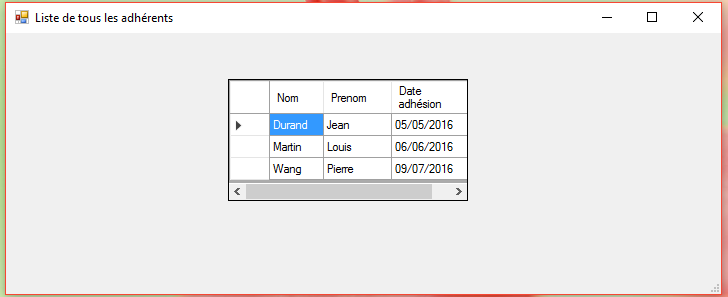 Liste de tous les adhérents
Nom Prenom Date
adhésion
Durand Jean 05/05/2016
Martin Louis 06/06/2016
Wang Pierre 09/07/2016